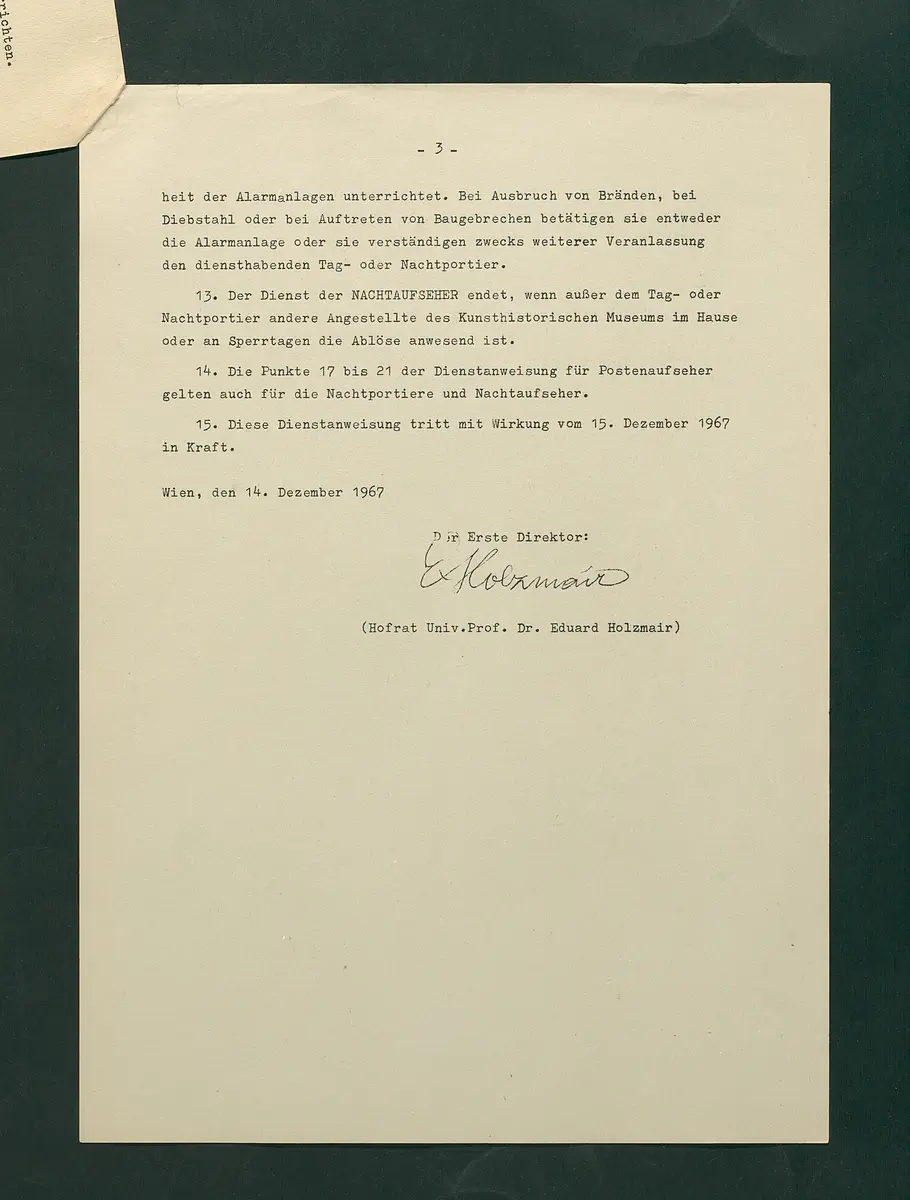 richten.
- 3 -
heit der Alarmanlagen unterrichtet. Bei Ausbruch von Bränden, bei
Diebstahl oder bei Auftreten von Baugebrechen betätigen sie entweder
die Alarmanlage oder sie verständigen zwecks weiterer Veranlassung
den diensthabenden Tag- oder Nachtportier.
13. Der Dienst der NACHTAUFSEHER endet, wenn außer dem Tag- oder
Nachtportier andere Angestellte des Kunsthistorischen Museums im Hause
oder an Sperrtagen die Ablöse anwesend ist.
14. Die Punkte 17 bis 21 der Dienstanweisung für Postenaufseher
gelten auch für die Nachtportiere und Nachtaufseher.
15. Diese Dienstanweisung tritt mit Wirkung vom 15. Dezember 1967
in Kraft.
Wien, den 14. Dezember 1967
Der Erste Direktor:
Holzmair
(Hofrat Univ.Prof. Dr. Eduard Holzmair)